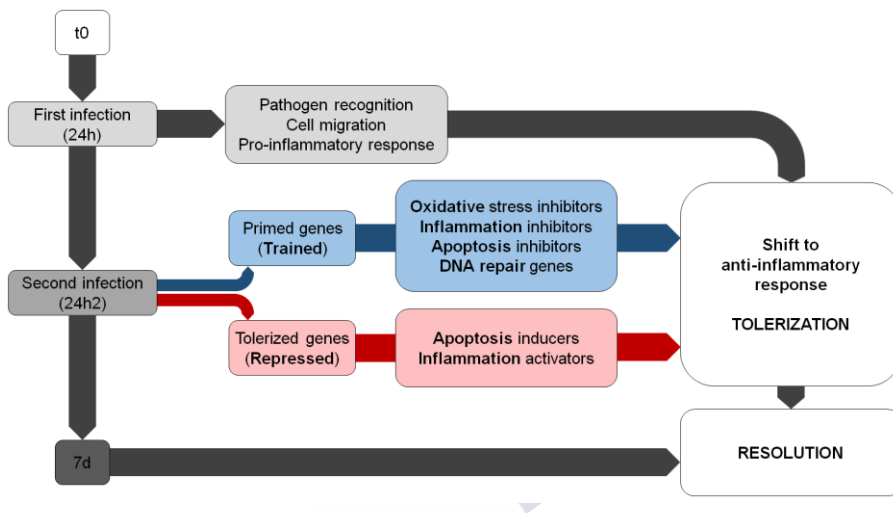 t0
First infection
(24h)
Pathogen recognition
Cell migration
Pro-inflammatory response
Primed genes
(Trained)
Oxidative stress inhibitors
Inflammation inhibitors
Apoptosis inhibitors
DNA repair genes
Shift to
anti-inflammatory
response
TOLERIZATION
Second infection
(24h2)
Tolerized genes
(Repressed)
Apoptosis inducers
Inflammation activators
7d
RESOLUTION